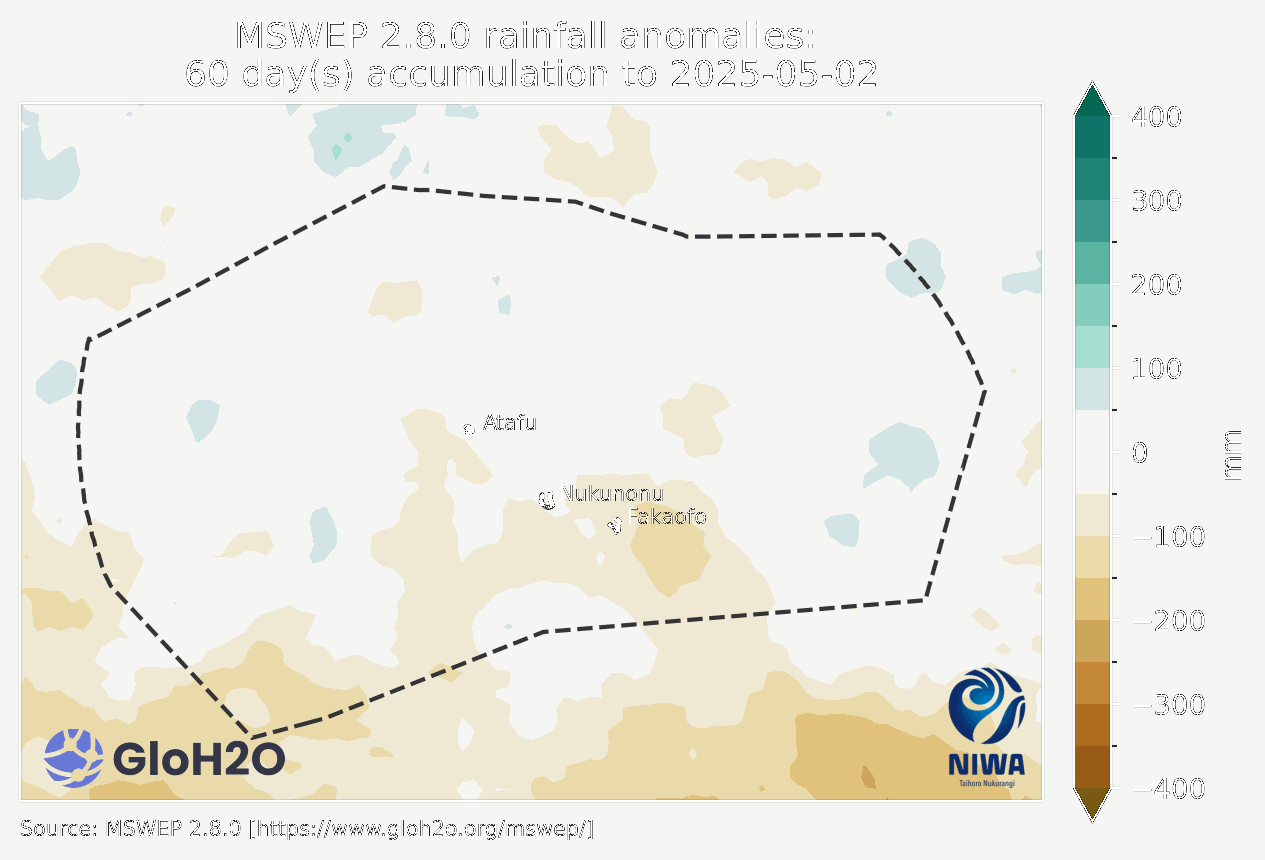 MSWEP 2.8.0 rainfall anomalies:
60 day(s) accumulation to 2025-05-02
400
300
200
100
0
−100
−200
−300
−400
mm
Atafu
Nukunonu
Fakaofo
GloH2O
NIWA
Taihoro Nukurangi
Source: MSWEP 2.8.0 [https://www.gloh2o.org/mswep/]